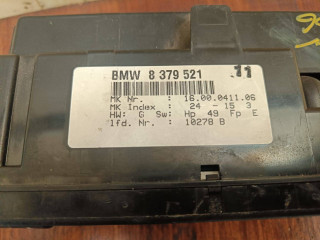 BMW 8 379 521 11
MK Nr. : 16.00.0411.06
MK Index : 24 - 15 3
HW: G Sw: Hp 49 Fp E
lfd. Nr. : 10278 B